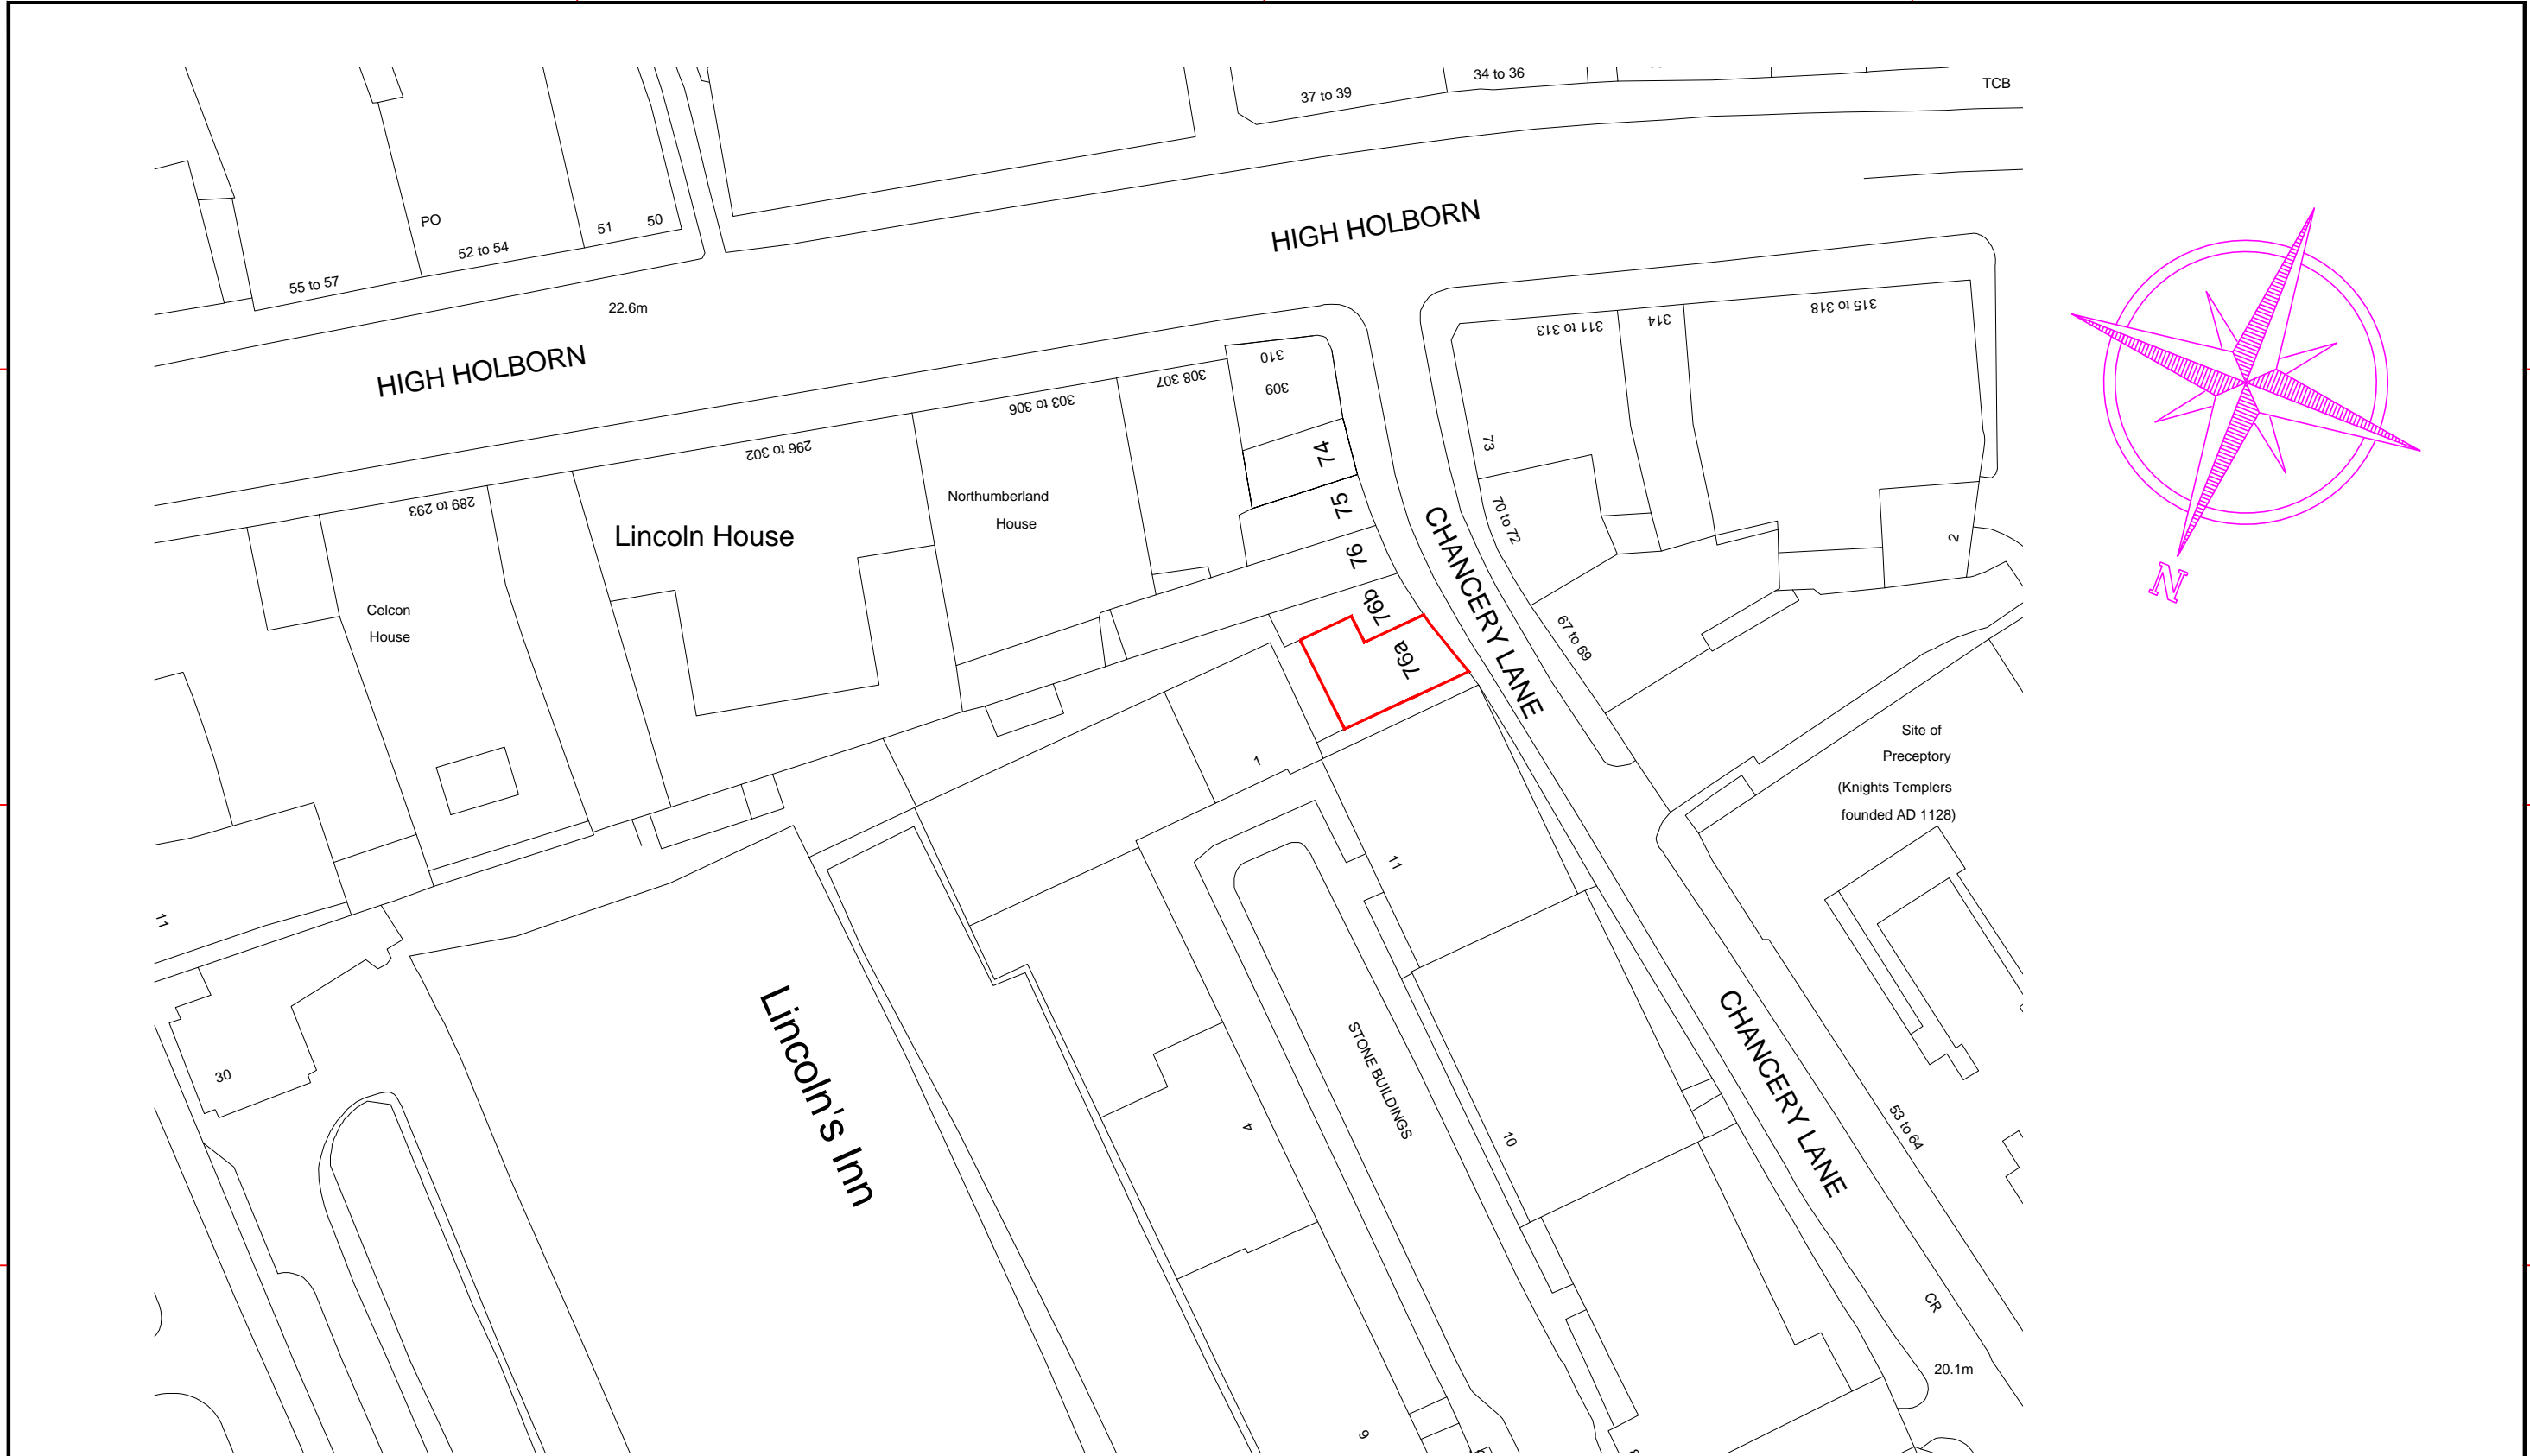 34 to 36
TCB
37 to 39
HIGH HOLBORN
PO
51
50
52 to 54
55 to 57
22.6m
HIGH HOLBORN
315 to 318
314
311 to 313
310
309
308 307
303 to 306
296 to 302
289 to 293
74
73
75
70 to 72
76
2
Northumberland
House
Lincoln House
CHANCERY LANE
Celcon
House
76b
76a
67 to 69
N
Site of
Preceptory
(Knights Templers
founded AD 1128)
1
11
11
Lincoln's Inn
30
STONE BUILDINGS
4
10
CHANCERY LANE
53 to 64
CR
20.1m
9